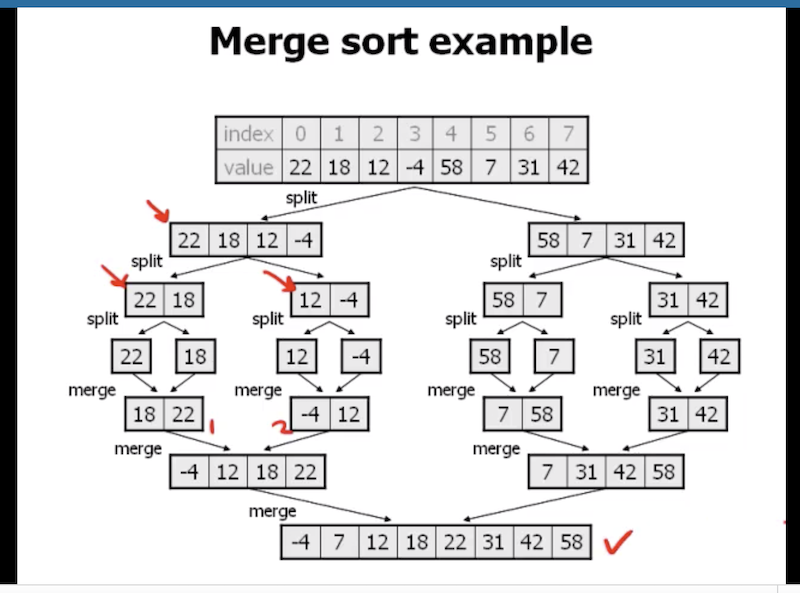 Merge sort example
index 0 1 2 3 4 5 6 7
value 22 18 12 -4 58 7 31 42
split
22 18 12 -4 58 7 31 42
split split
22 18 12 -4 58 7 31 42
split split split split
22 18 12 -4 58 7 31 42
merge merge merge merge
18 22 -4 12 7 58 31 42
1 2
merge merge
-4 12 18 22 7 31 42 58
merge
-4 7 12 18 22 31 42 58